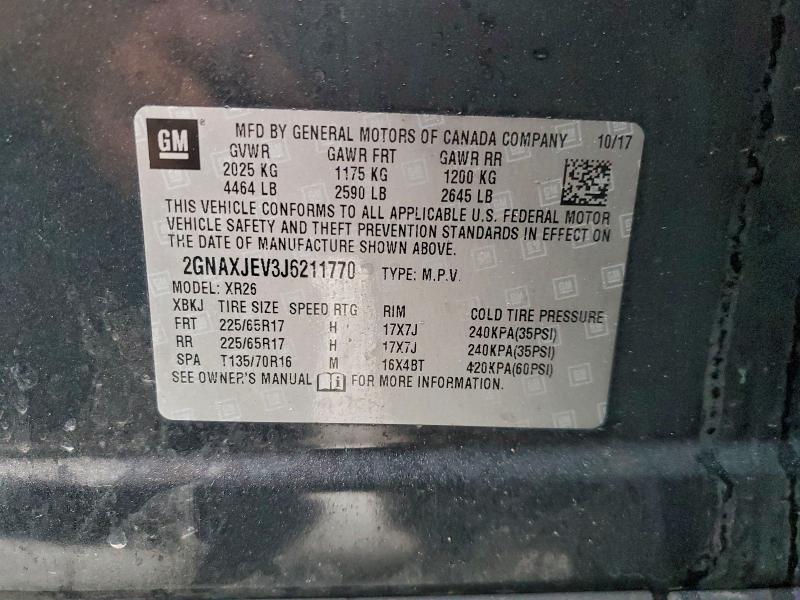 GM ® MFD BY GENERAL MOTORS OF CANADA COMPANY 10/17
GVWR GAWR FRT GAWR RR
2025 KG 1175 KG 1200 KG
4464 LB 2590 LB 2645 LB
THIS VEHICLE CONFORMS TO ALL APPLICABLE U.S. FEDERAL MOTOR
VEHICLE SAFETY AND THEFT PREVENTION STANDARDS IN EFFECT ON
THE DATE OF MANUFACTURE SHOWN ABOVE.
2GNAXJEV3J6211770 TYPE: M.P.V.
MODEL: XR26
XBKJ TIRE SIZE SPEED RTG RIM COLD TIRE PRESSURE
FRT 225/65R17 H 17X7J 240KPA(35PSI)
RR 225/65R17 H 17X7J 240KPA(35PSI)
SPA T135/70R16 M 16X4BT 420KPA(60PSI)
SEE OWNER'S MANUAL FOR MORE INFORMATION.